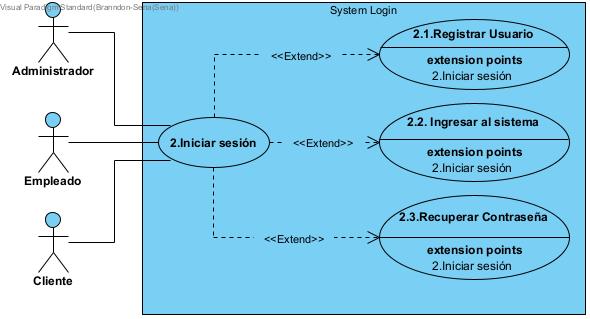 Visual Paradigm Standard(Branndon-Sena(Sena))
System Login
Administrador
Empleado
Cliente
2.Iniciar sesión
<<Extend>>
2.1.Registrar Usuario
extension points
2.Iniciar sesión
<<Extend>>
2.2. Ingresar al sistema
extension points
2.Iniciar sesión
<<Extend>>
2.3.Recuperar Contraseña
extension points
2.Iniciar sesión